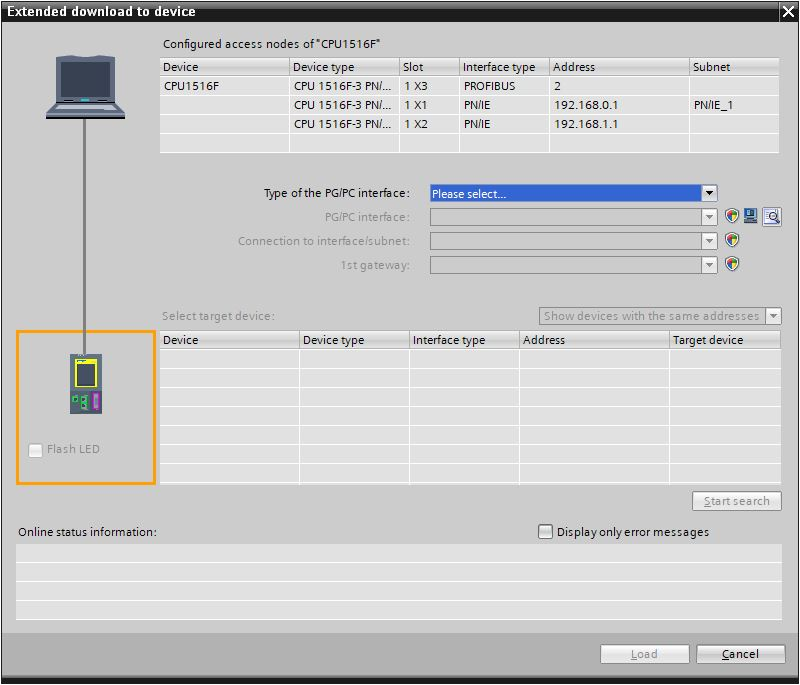 Extended download to device
Configured access nodes of "CPU1516F"
Device Device type Slot Interface type Address Subnet
CPU1516F CPU 1516F-3 PN/... 1 X3 PROFIBUS 2
CPU 1516F-3 PN/... 1 X1 PN/IE 192.168.0.1 PN/IE_1
CPU 1516F-3 PN/... 1 X2 PN/IE 192.168.1.1
Type of the PG/PC interface: Please select...
PG/PC interface:
Connection to interface/subnet:
1st gateway:
Select target device: Show devices with the same addresses
Device Device type Interface type Address Target device
Flash LED
Start search
Online status information: Display only error messages
Load Cancel